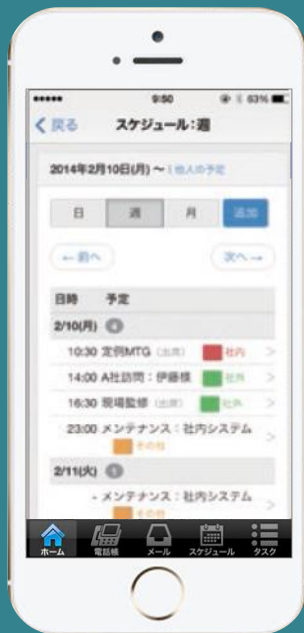 9:50 63%
戻る スケジュール:週
2014年2月10日(月) ~ 他人の予定
日 週 月 追加
←前へ 次へ→
日時 予定
2/10(月) 4
10:30 定例MTG (出席) 社内 >
14:00 A社訪問：伊藤様 社外 >
16:30 現場監修 (出席) 社外 >
23:00 メンテナンス：社内システム >
その他
2/11(火) 1
- メンテナンス：社内システム >
その他
ホーム 電話帳 メール スケジュール タスク